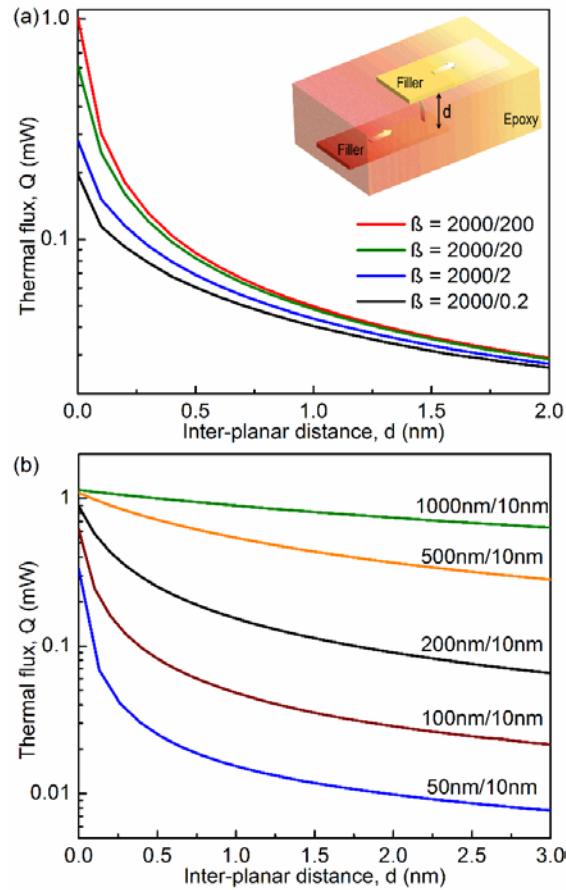 (a)
1.0
0.1
Thermal flux, Q (mW)
Filler
d
Filler
Epoxy
ß = 2000/200
ß = 2000/20
ß = 2000/2
ß = 2000/0.2
0.0 0.5 1.0 1.5 2.0
Inter-planar distance, d (nm)
(b)
1
0.1
0.01
Thermal flux, Q (mW)
1000nm/10nm
500nm/10nm
200nm/10nm
100nm/10nm
50nm/10nm
0.0 0.5 1.0 1.5 2.0 2.5 3.0
Inter-planar distance, d (nm)